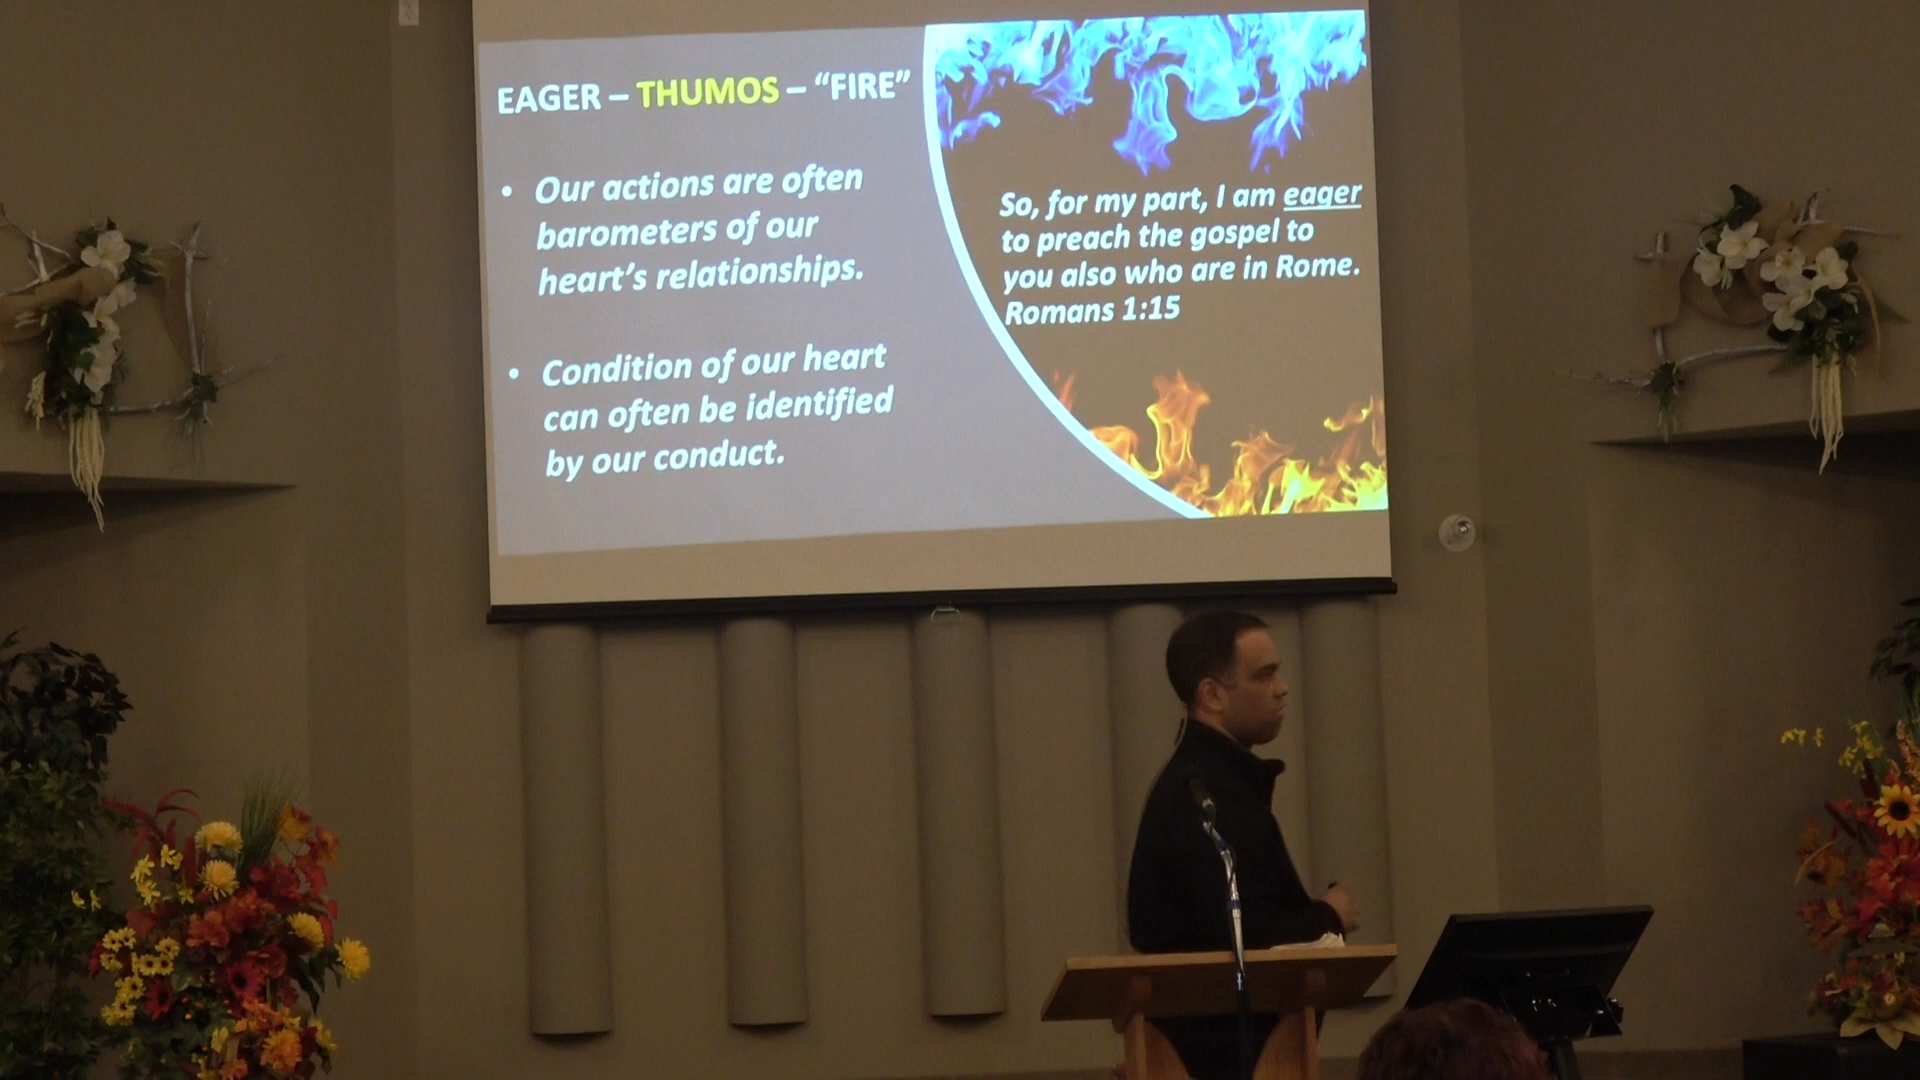 EAGER – THUMOS – “FIRE”
• Our actions are often
barometers of our
heart’s relationships.
• Condition of our heart
can often be identified
by our conduct.
So, for my part, I am eager
to preach the gospel to
you also who are in Rome.
Romans 1:15